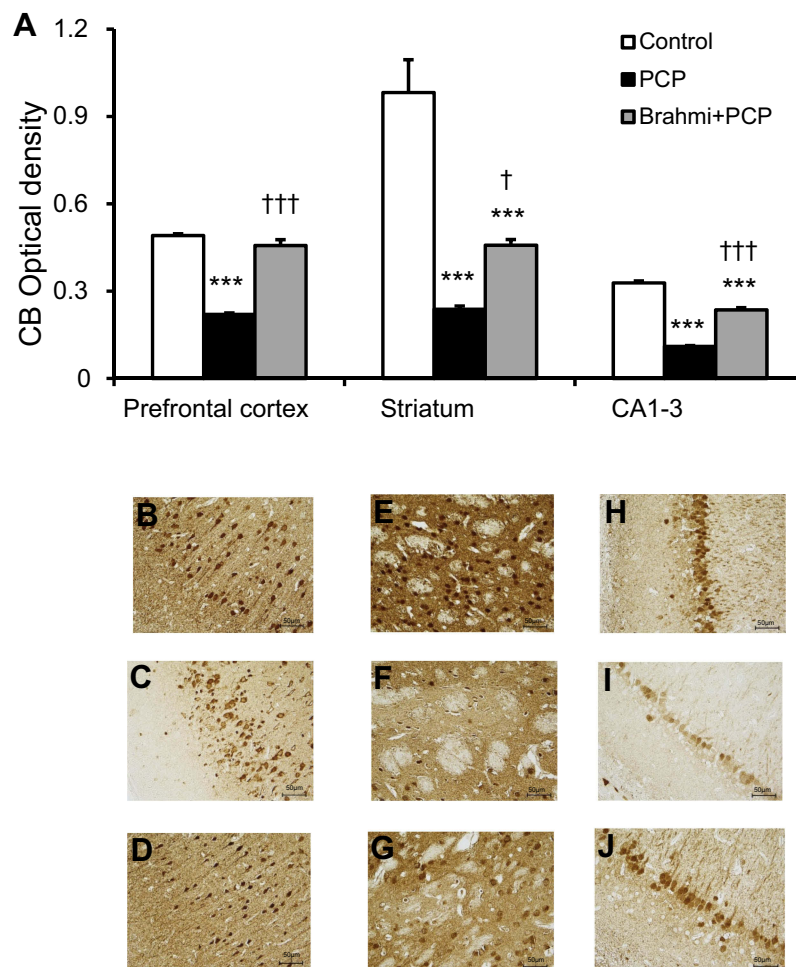 A
CB Optical density
1.2
0.9
0.6
0.3
0
Control
PCP
Brahmi+PCP
***
†††
***
†
***
***
†††
***
Prefrontal cortex
Striatum
CA1-3
B
50µm
E
50µm
H
50µm
C
50µm
F
50µm
I
50µm
D
50µm
G
50µm
J
50µm